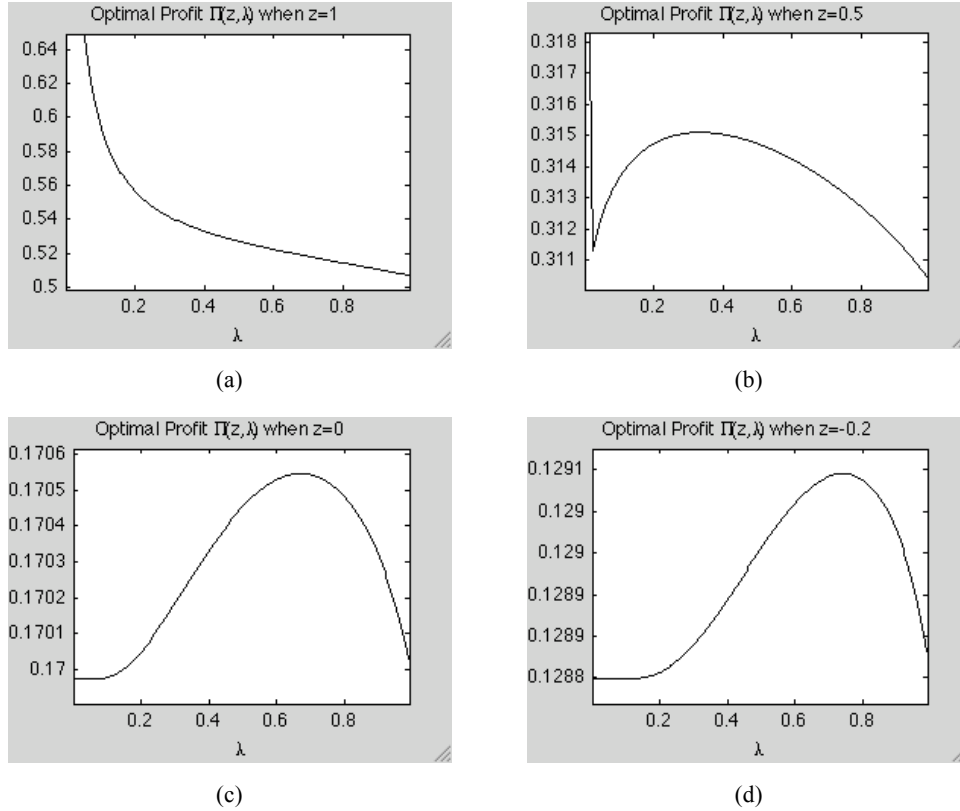 Optimal Profit Π(z,λ) when z=1
0.64
0.62
0.6
0.58
0.56
0.54
0.52
0.5
0.2 0.4 0.6 0.8
λ
(a)
Optimal Profit Π(z,λ) when z=0.5
0.318
0.317
0.316
0.315
0.314
0.313
0.312
0.311
0.2 0.4 0.6 0.8
λ
(b)
Optimal Profit Π(z,λ) when z=0
0.1706
0.1705
0.1704
0.1703
0.1702
0.1701
0.17
0.2 0.4 0.6 0.8
λ
(c)
Optimal Profit Π(z,λ) when z=-0.2
0.1291
0.129
0.129
0.1289
0.1289
0.1288
0.2 0.4 0.6 0.8
λ
(d)